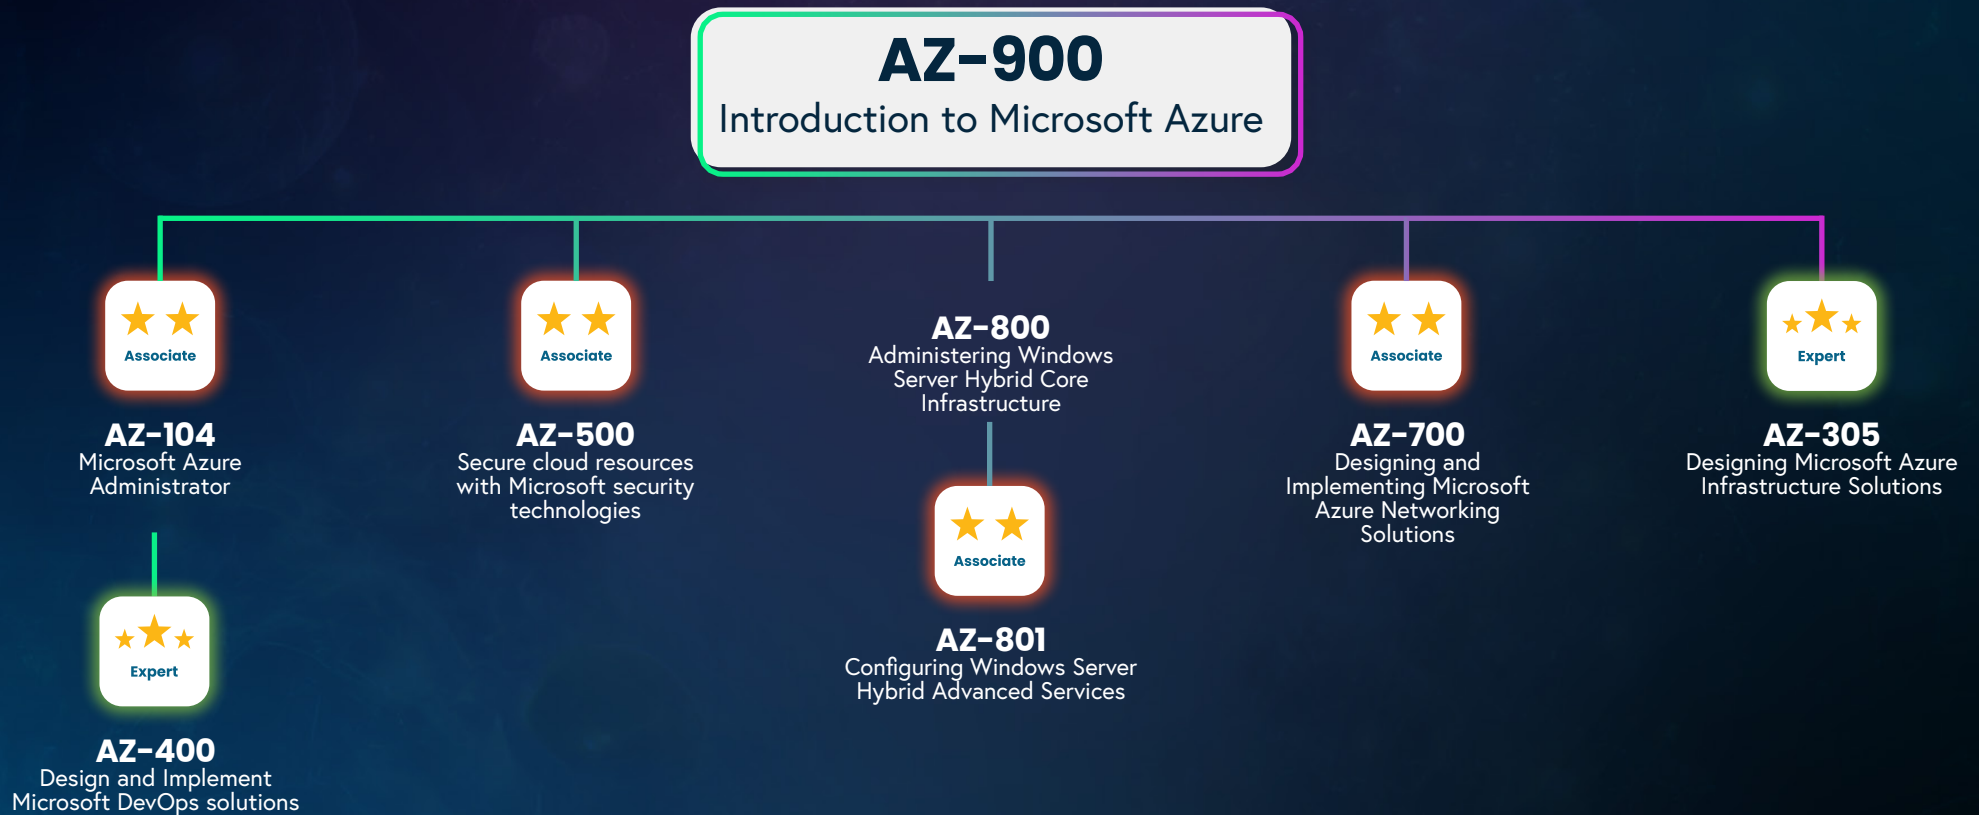 AZ-900
Introduction to Microsoft Azure
Associate
AZ-104
Microsoft Azure
Administrator
Expert
AZ-400
Design and Implement
Microsoft DevOps solutions
Associate
AZ-500
Secure cloud resources
with Microsoft security
technologies
AZ-800
Administering Windows
Server Hybrid Core
Infrastructure
Associate
AZ-801
Configuring Windows Server
Hybrid Advanced Services
Associate
AZ-700
Designing and
Implementing Microsoft
Azure Networking
Solutions
Expert
AZ-305
Designing Microsoft Azure
Infrastructure Solutions